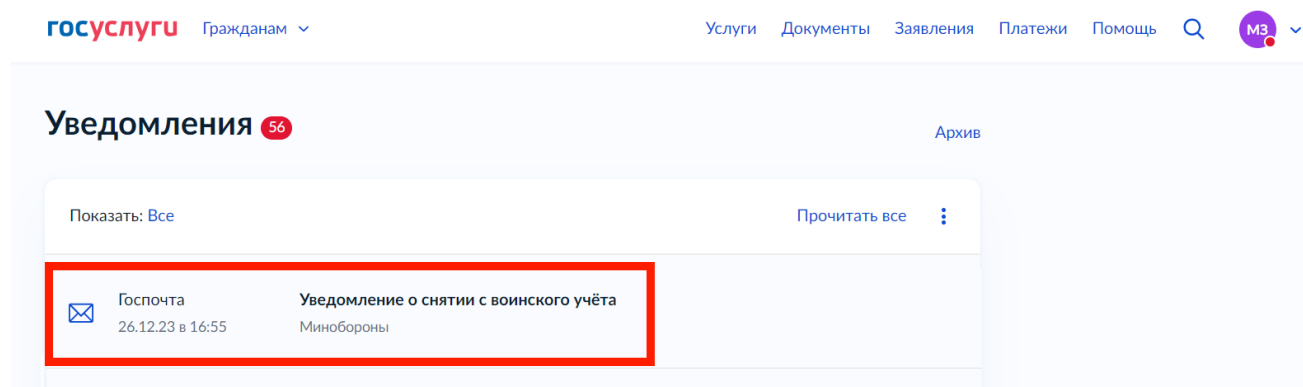 госуслуги Гражданам Услуги Документы Заявления Платежи Помощь МЗ
Уведомления 56
Архив
Показать: Все Прочитать все
Госпочта Уведомление о снятии с воинского учёта
26.12.23 в 16:55 Минобороны